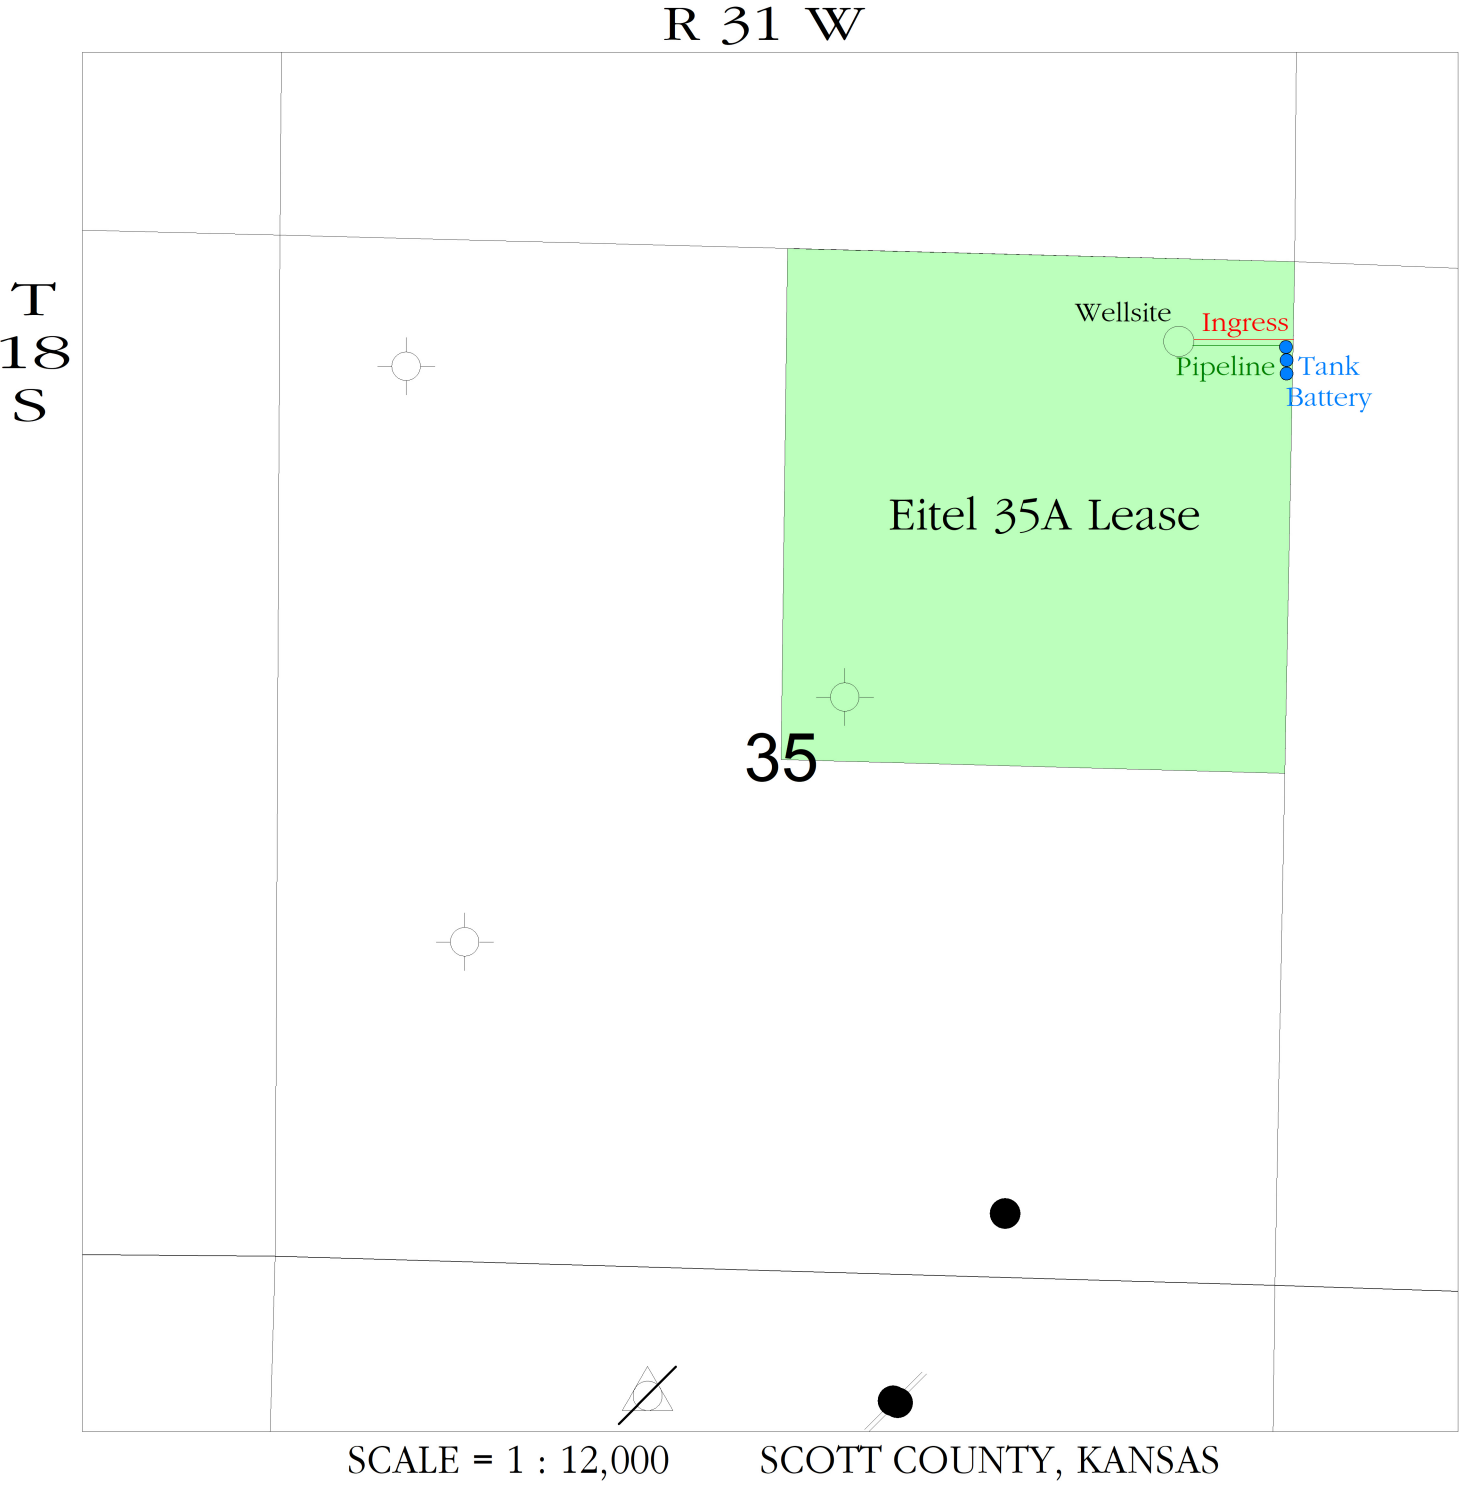 R 31 W
T
18
S
Wellsite
Ingress
Pipeline
Tank
Battery
Eitel 35A Lease
35
SCALE = 1 : 12,000
SCOTT COUNTY, KANSAS